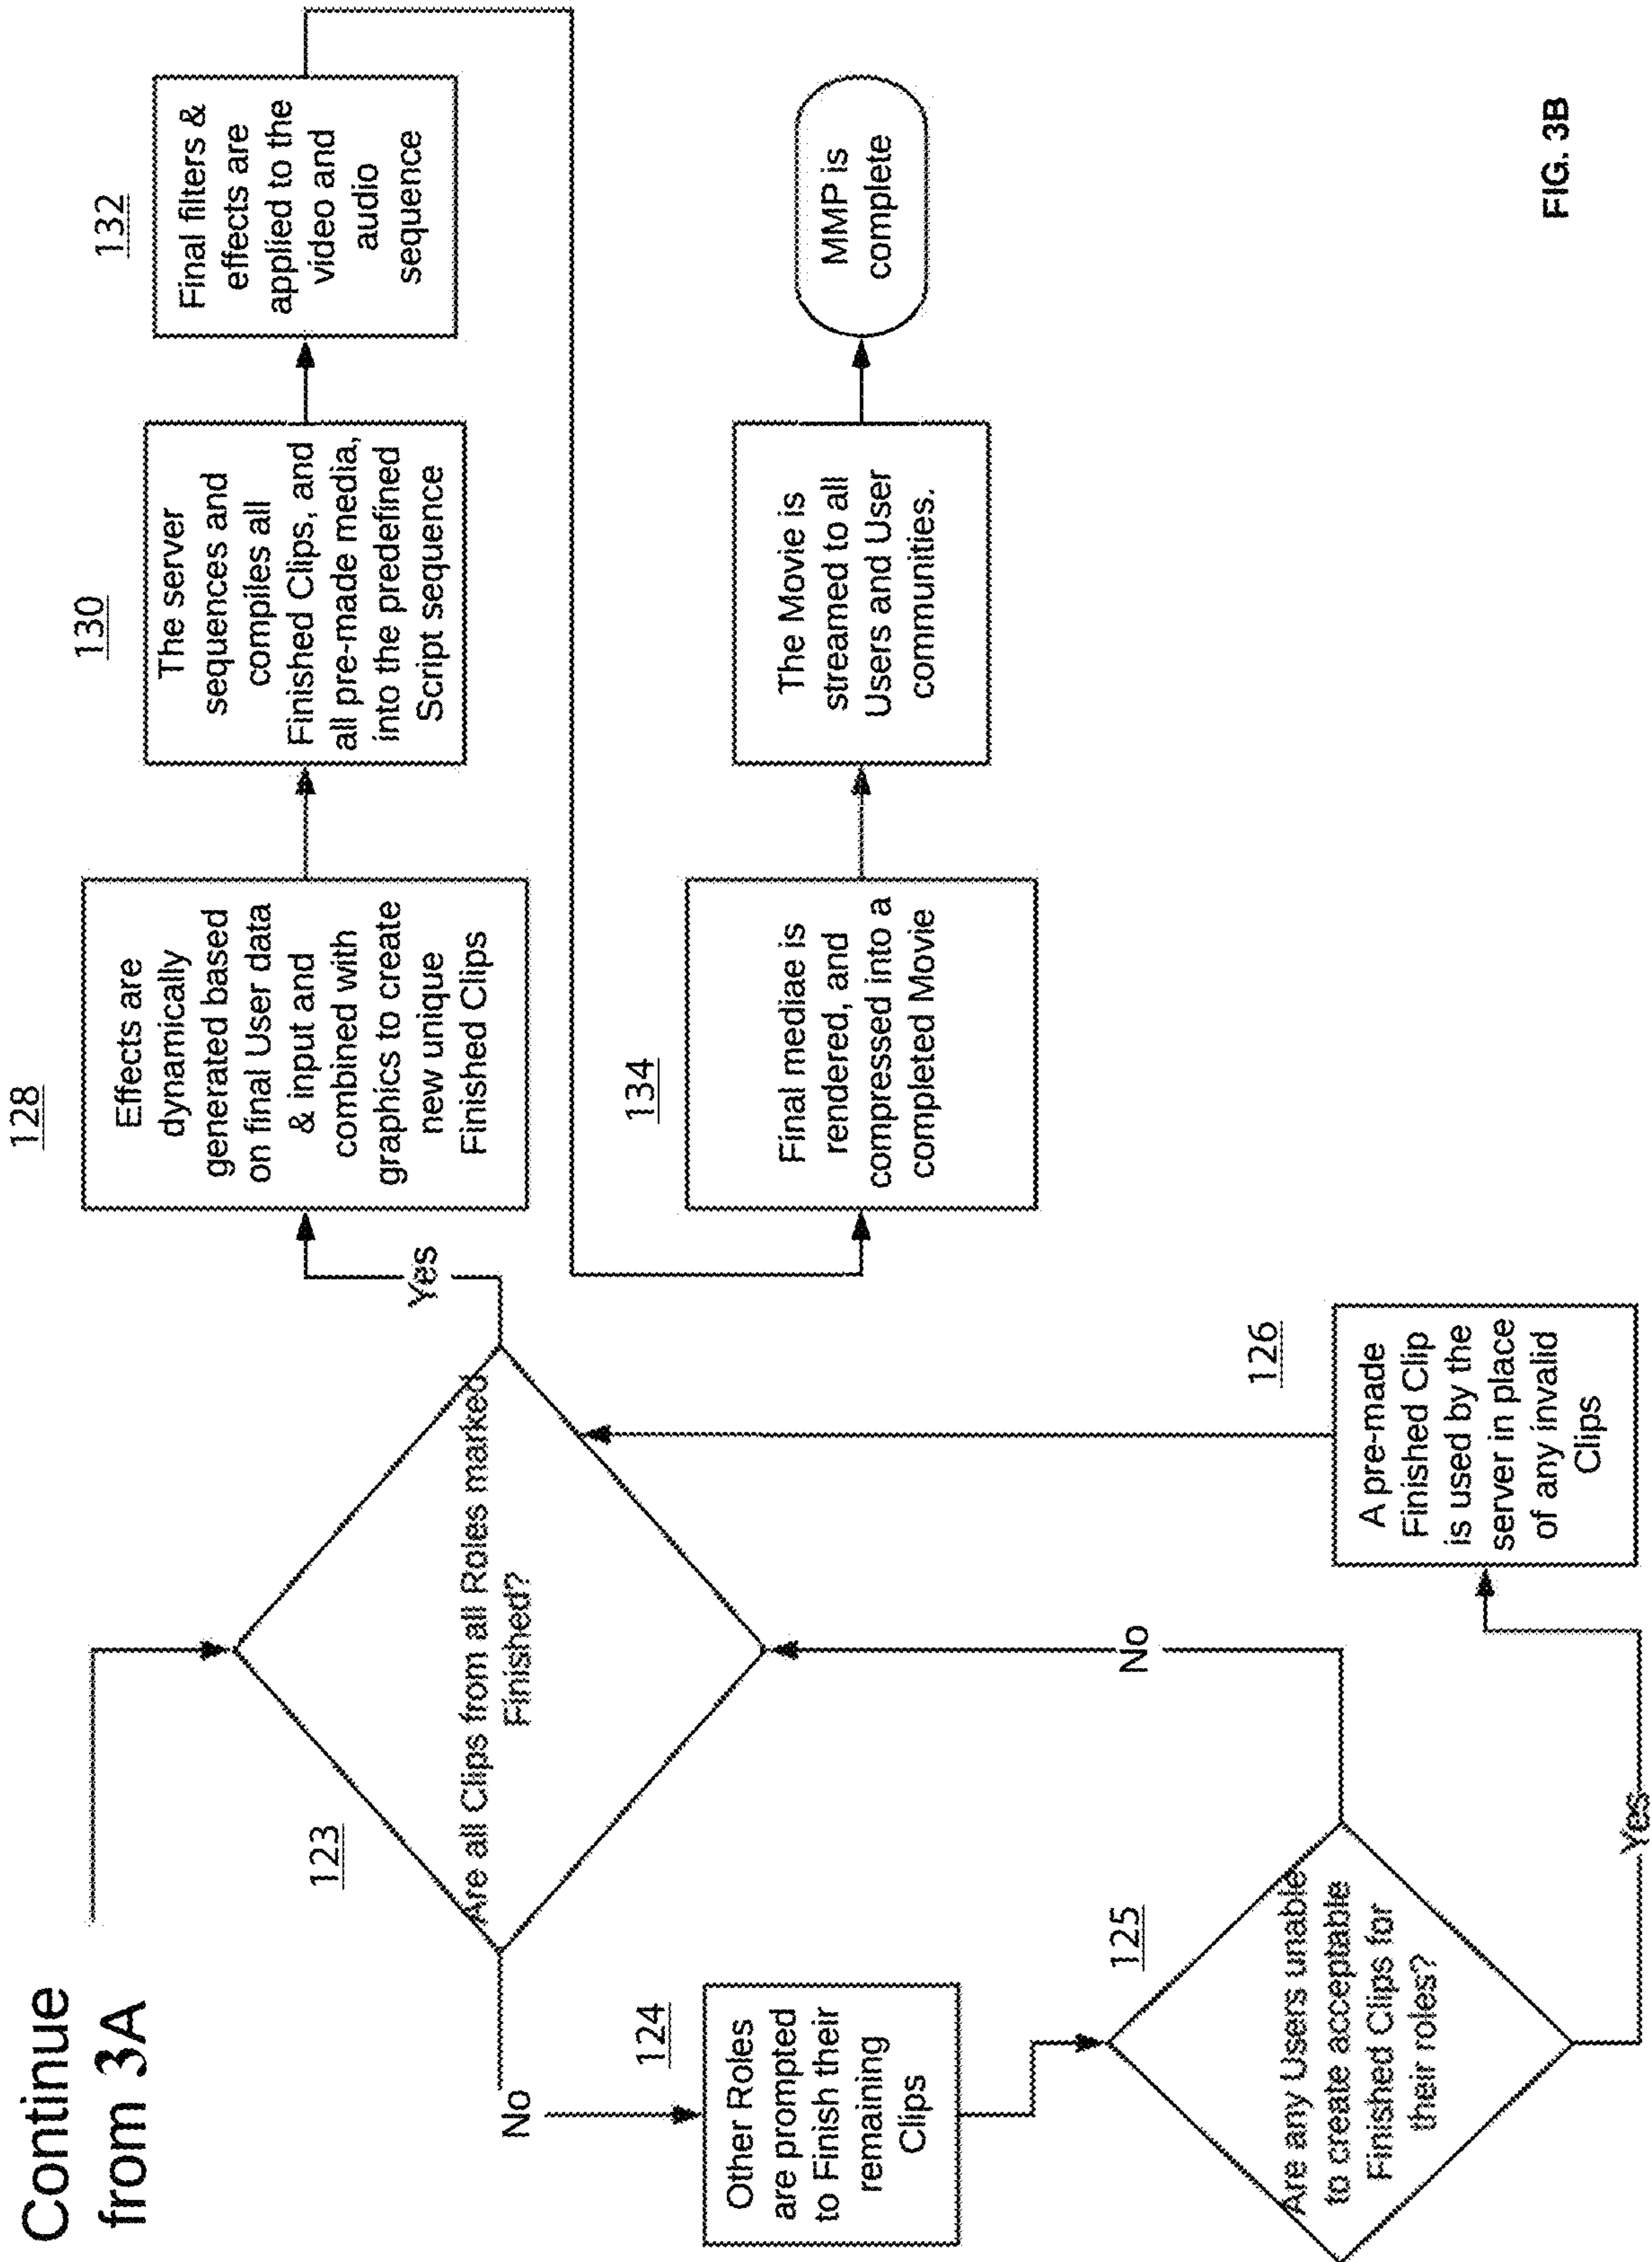 Continue
from 3A
123
Are all Clips from all Roles marked
Finished?
Yes
No
124
Other Roles
are prompted
to Finish their
remaining
Clips
125
Are any Users unable
to create acceptable
Finished Clips for
their roles?
No
Yes
126
A pre-made
Finished Clip
is used by the
server in place
of any invalid
Clips
128
Effects are
dynamically
generated based
on final User data
& input and
combined with
graphics to create
new unique
Finished Clips
130
The server
sequences and
compiles all
Finished Clips, and
all pre-made media,
into the predefined
Script sequence
132
Final filters &
effects are
applied to the
video and
audio
sequence
134
Final mediae is
rendered, and
compressed into a
completed Movie
The Movie is
streamed to all
Users and User
communities.
MMP is
complete
FIG. 3B